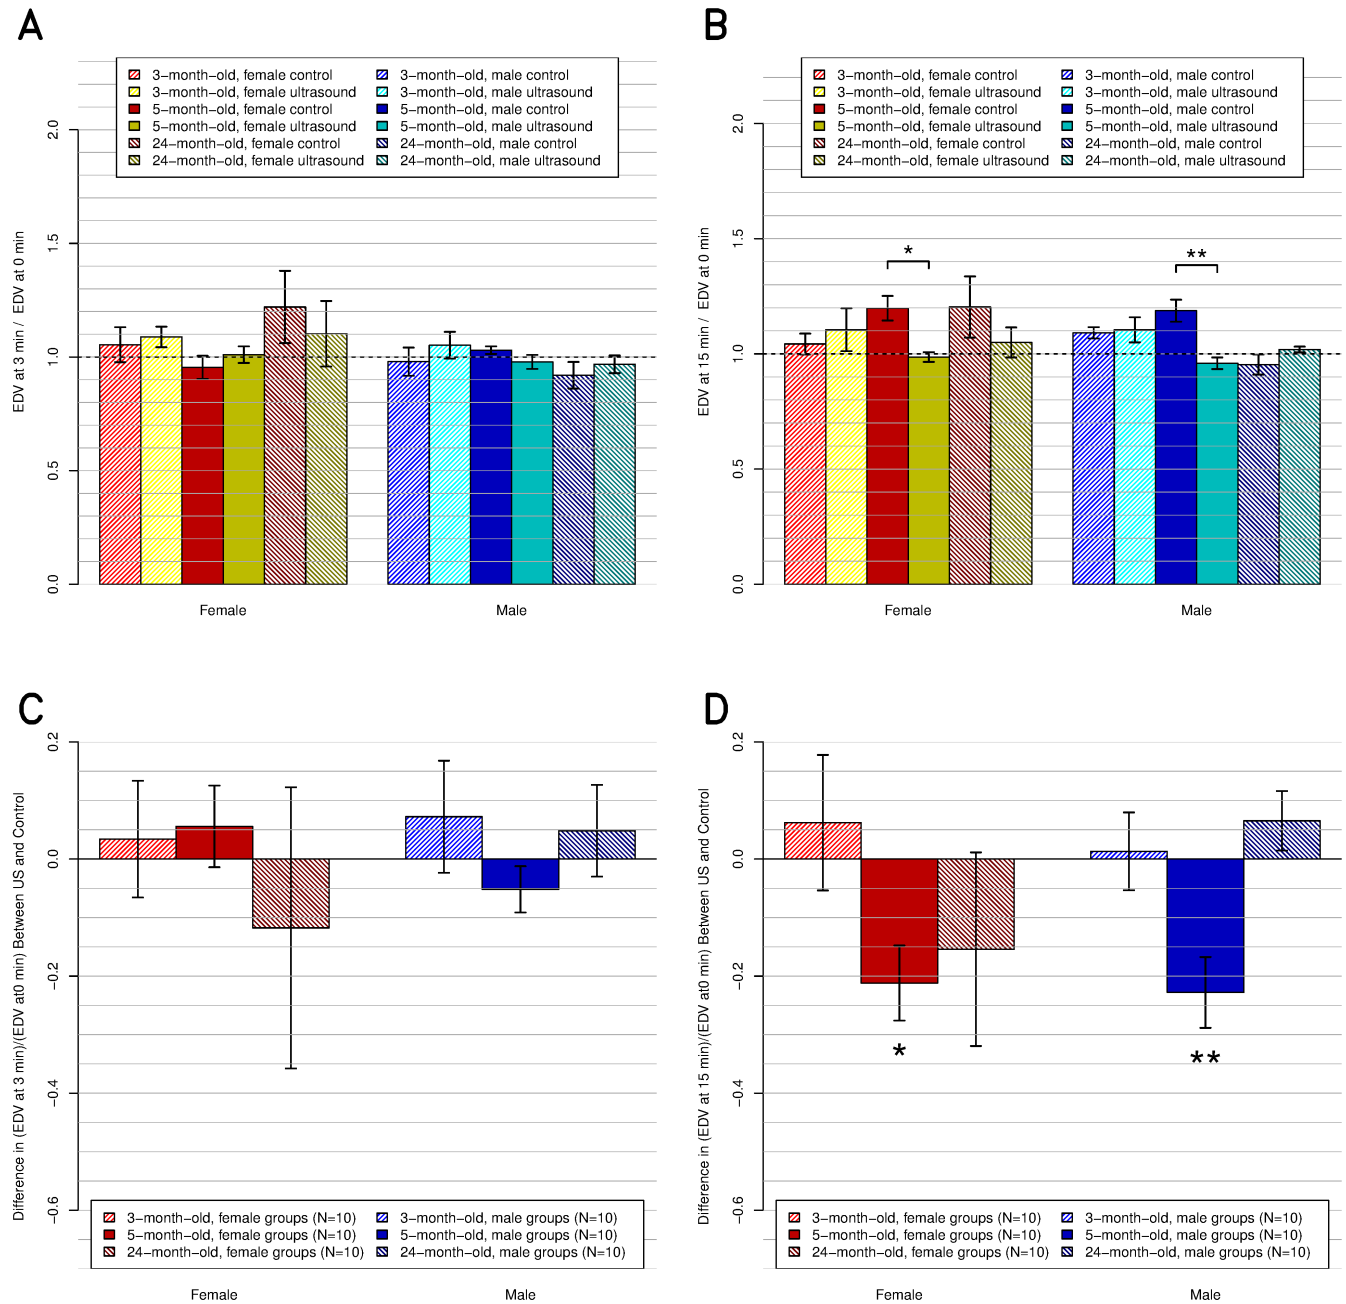 A
3-month-old, female control
3-month-old, female ultrasound
5-month-old, female control
5-month-old, female ultrasound
24-month-old, female control
24-month-old, female ultrasound
3-month-old, male control
3-month-old, male ultrasound
5-month-old, male control
5-month-old, male ultrasound
24-month-old, male control
24-month-old, male ultrasound
EDV at 3 min / EDV at 0 min
2.0
1.5
1.0
0.5
0.0
Female
Male
B
3-month-old, female control
3-month-old, female ultrasound
5-month-old, female control
5-month-old, female ultrasound
24-month-old, female control
24-month-old, female ultrasound
3-month-old, male control
3-month-old, male ultrasound
5-month-old, male control
5-month-old, male ultrasound
24-month-old, male control
24-month-old, male ultrasound
EDV at 15 min / EDV at 0 min
2.0
1.5
1.0
0.5
0.0
*
**
Female
Male
C
Difference in (EDV at 3 min)/(EDV at0 min) Between US and Control
0.2
0.0
-0.2
-0.4
-0.6
3-month-old, female groups (N=10)
5-month-old, female groups (N=10)
24-month-old, female groups (N=10)
3-month-old, male groups (N=10)
5-month-old, male groups (N=10)
24-month-old, male groups (N=10)
Female
Male
D
Difference in (EDV at 15 min)/(EDV at0 min) Between US and Control
0.2
0.0
-0.2
-0.4
-0.6
*
**
3-month-old, female groups (N=10)
5-month-old, female groups (N=10)
24-month-old, female groups (N=10)
3-month-old, male groups (N=10)
5-month-old, male groups (N=10)
24-month-old, male groups (N=10)
Female
Male